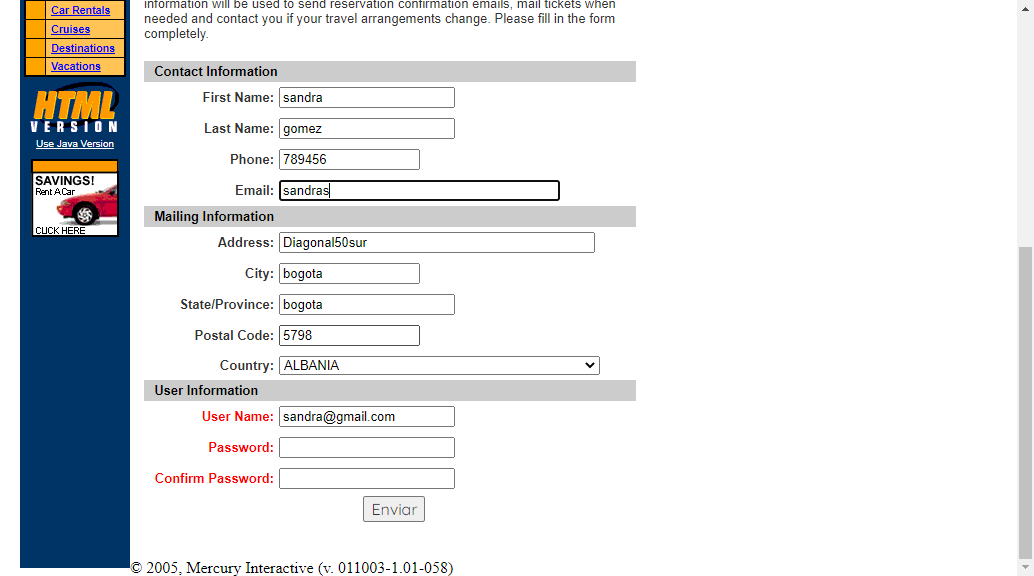 Car Rentals
Cruises
Destinations
Vacations
HTML
VERSION
Use Java Version
SAVINGS!
Rent A Car
CLICK HERE
information will be used to send reservation confirmation emails, mail tickets when
needed and contact you if your travel arrangements change. Please fill in the form
completely.
Contact Information
First Name: sandra
Last Name: gomez
Phone: 789456
Email: sandras
Mailing Information
Address: Diagonal50sur
City: bogota
State/Province: bogota
Postal Code: 5798
Country: ALBANIA
User Information
User Name: sandra@gmail.com
Password:
Confirm Password:
Enviar
© 2005, Mercury Interactive (v. 011003-1.01-058)